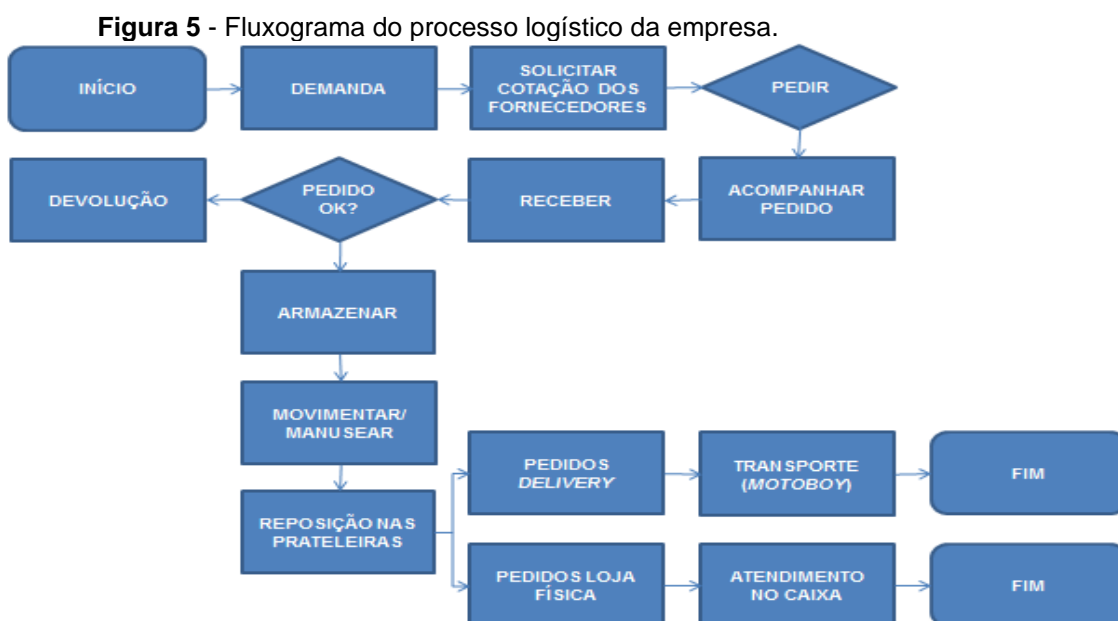 Figura 5 - Fluxograma do processo logístico da empresa.
INÍCIO
DEMANDA
SOLICITAR
COTAÇÃO DOS
FORNECEDORES
PEDIR
DEVOLUÇÃO
PEDIDO
OK?
RECEBER
ACOMPANHAR
PEDIDO
ARMAZENAR
MOVIMENTAR/
MANUSEAR
REPOSIÇÃO NAS
PRATELEIRAS
PEDIDOS
DELIVERY
TRANSPORTE
(MOTOBOY)
FIM
PEDIDOS LOJA
FÍSICA
ATENDIMENTO
NO CAIXA
FIM